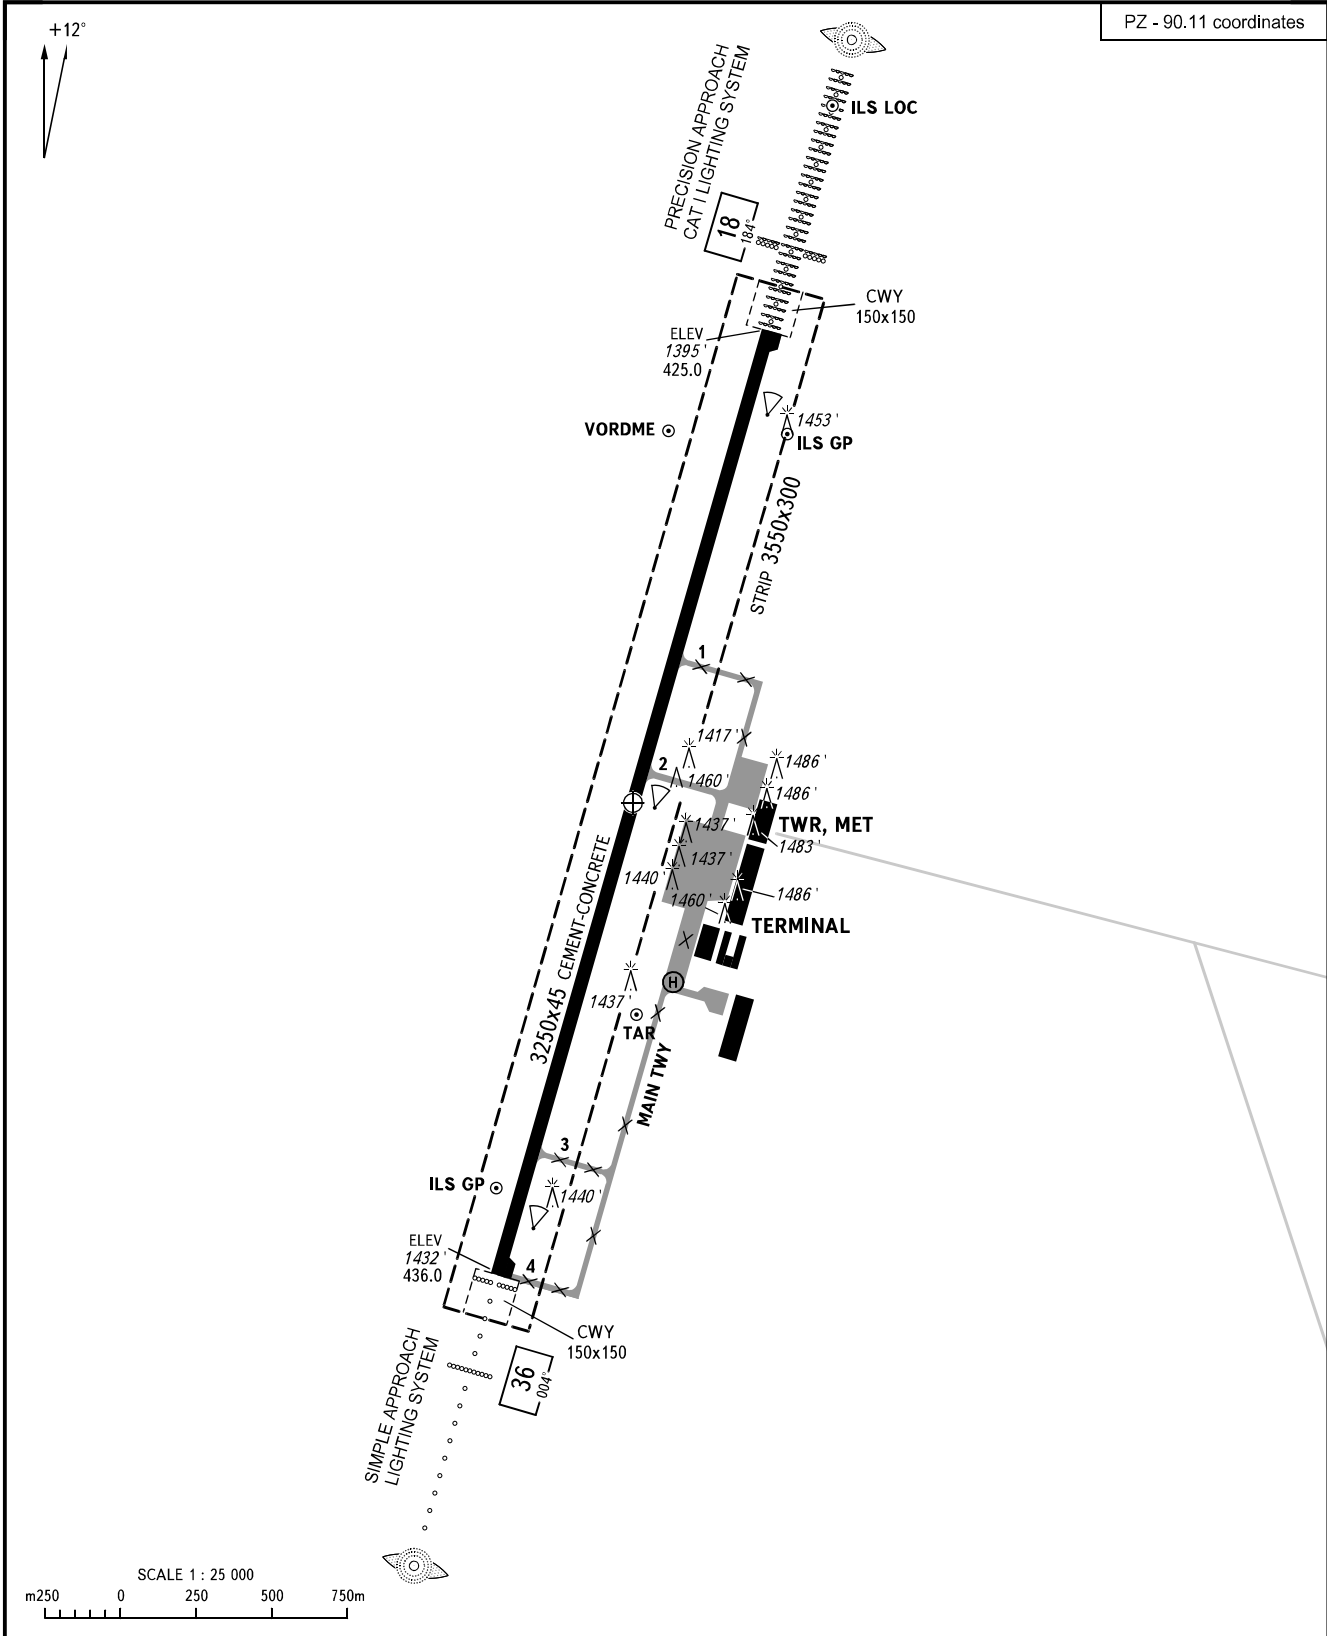 +12°
PZ - 90.11 coordinates
PRECISION APPROACH
CAT I LIGHTING SYSTEM
ILS LOC
18
184°
CWY
150x150
ELEV
1395'
425.0
1453'
VORDME
ILS GP
STRIP 3550x300
1
1417'
2
1486'
1460'
1486'
1437'
TWR, MET
1483'
1437'
1440'
1486'
1460'
TERMINAL
3250x45 CEMENT-CONCRETE
H
1437'
TAR
MAIN TWY
3
ILS GP
1440'
ELEV
1432'
436.0
4
CWY
150x150
36
004°
SIMPLE APPROACH
LIGHTING SYSTEM
SCALE 1 : 25 000
m250 0 250 500 750m